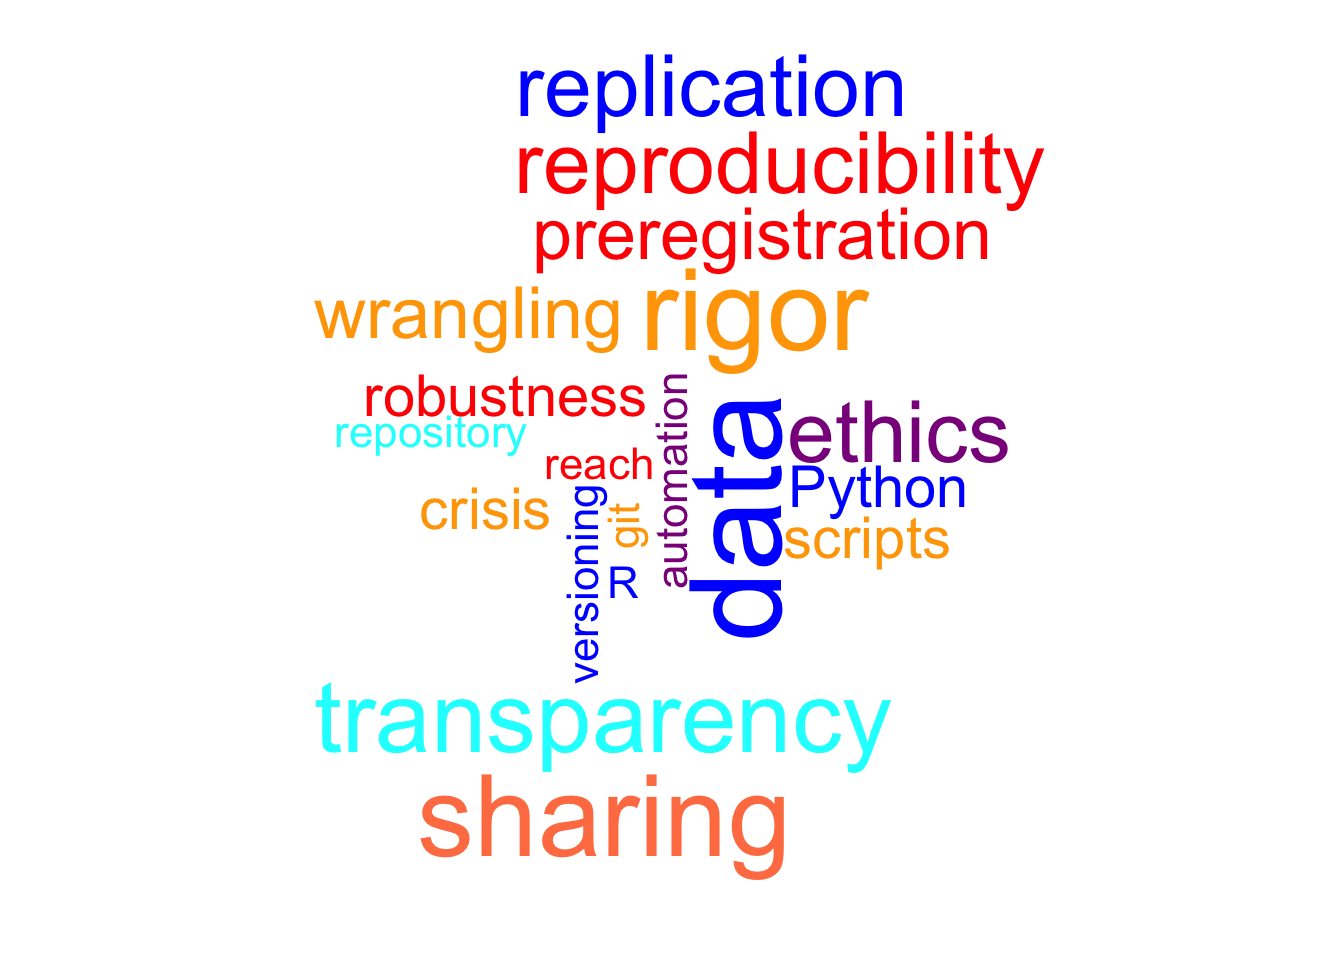 replication
reproducibility
preregistration
wrangling
rigor
robustness
repository
reach
automation
data
ethics
Python
scripts
crisis
versioning
git
R
transparency
sharing